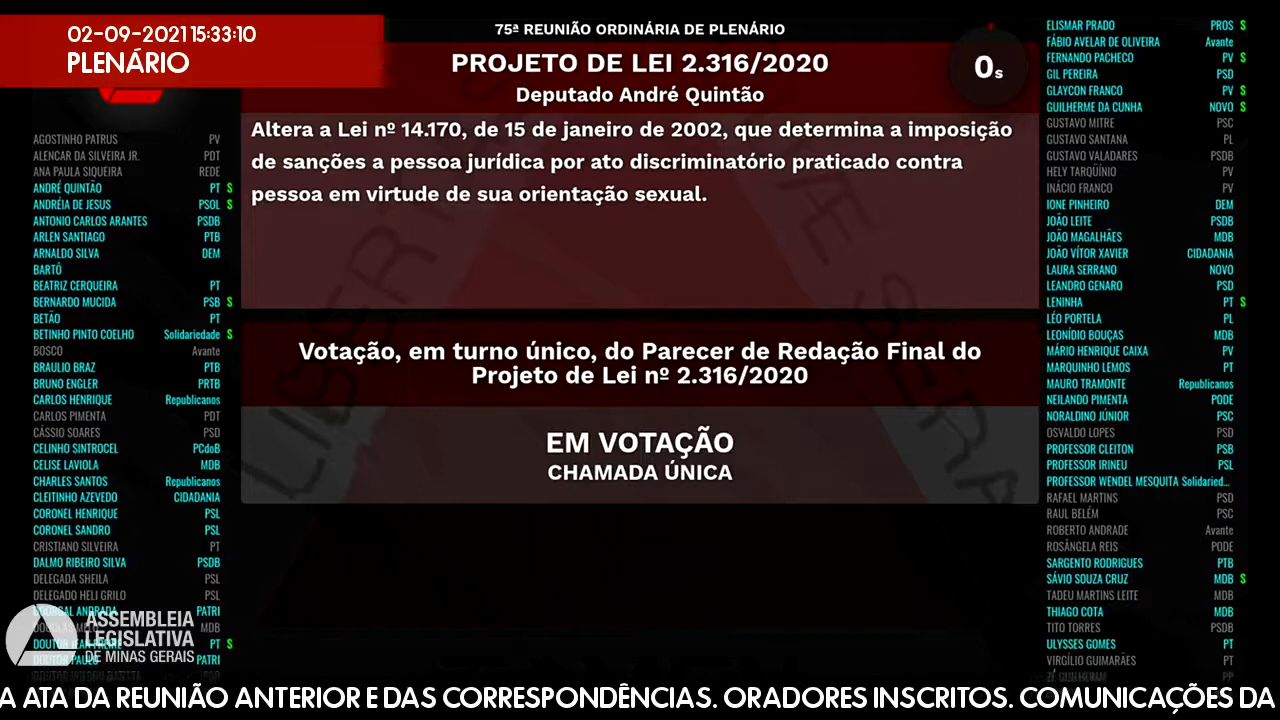 02-09-2021 15:33:10
PLENÁRIO
75ª REUNIÃO ORDINÁRIA DE PLENÁRIO
PROJETO DE LEI 2.316/2020
Deputado André Quintão
0s
Altera a Lei nº 14.170, de 15 de janeiro de 2002, que determina a imposição
de sanções a pessoa jurídica por ato discriminatório praticado contra
pessoa em virtude de sua orientação sexual.
Votação, em turno único, do Parecer de Redação Final do
Projeto de Lei nº 2.316/2020
EM VOTAÇÃO
CHAMADA ÚNICA
AGOSTINHO PATRUS PV
ALENCAR DA SILVEIRA JR. PDT
ANA PAULA SIQUEIRA REDE
ANDRÉ QUINTÃO PT S
ANDRÉIA DE JESUS PSOL S
ANTONIO CARLOS ARANTES PSDB
ARLEN SANTIAGO PTB
ARNALDO SILVA DEM
BARTÔ
BEATRIZ CERQUEIRA PT
BERNARDO MUCIDA PSB S
BETÃO PT
BETINHO PINTO COELHO Solidariedade S
BOSCO Avante
BRAULIO BRAZ PTB
BRUNO ENGLER PRTB
CARLOS HENRIQUE Republicanos
CARLOS PIMENTA PDT
CÁSSIO SOARES PSD
CELINHO SINTROCEL PCdoB
CELISE LAVIOLA MDB
CHARLES SANTOS Republicanos
CLEITINHO AZEVEDO CIDADANIA
CORONEL HENRIQUE PSL
CORONEL SANDRO PSL
CRISTIANO SILVEIRA PT
DALMO RIBEIRO SILVA PSDB
DELEGADA SHEILA PSL
DELEGADO HELI GRILO PSL
DOORGAL ANDRADA PATRI
DOUGLAS MELO MDB
DOUTOR JEAN FREIRE PT S
DOUTOR PAULO PATRI
ELISMAR PRADO PROS S
FÁBIO AVELAR DE OLIVEIRA Avante
FERNANDO PACHECO PV S
GIL PEREIRA PSD
GLAYCON FRANCO PV S
GUILHERME DA CUNHA NOVO S
GUSTAVO MITRE PSC
GUSTAVO SANTANA PL
GUSTAVO VALADARES PSDB
HELY TARQÜÍNIO PV
INÁCIO FRANCO PV
IONE PINHEIRO DEM
JOÃO LEITE PSDB
JOÃO MAGALHÃES MDB
JOÃO VÍTOR XAVIER CIDADANIA
LAURA SERRANO NOVO
LEANDRO GENARO PSD
LENINHA PT S
LÉO PORTELA PL
LEONÍDIO BOUÇAS MDB
MÁRIO HENRIQUE CAIXA PV
MARQUINHO LEMOS PT
MAURO TRAMONTE Republicanos
NEILANDO PIMENTA PODE
NORALDINO JÚNIOR PSC
OSVALDO LOPES PSD
PROFESSOR CLEITON PSB
PROFESSOR IRINEU PSL
PROFESSOR WENDEL MESQUITA Solidaried...
RAFAEL MARTINS PSD
RAUL BELÉM PSC
ROBERTO ANDRADE Avante
ROSÂNGELA REIS PODE
SARGENTO RODRIGUES PTB
SÁVIO SOUZA CRUZ MDB S
TADEU MARTINS LEITE MDB
THIAGO COTA MDB
TITO TORRES PSDB
ULYSSES GOMES PT
VIRGÍLIO GUIMARÃES PT
ZÉ GUILHERME PP
ASSEMBLEIA
LEGISLATIVA
DE MINAS GERAIS
A ATA DA REUNIÃO ANTERIOR E DAS CORRESPONDÊNCIAS. ORADORES INSCRITOS. COMUNICAÇÕES DA